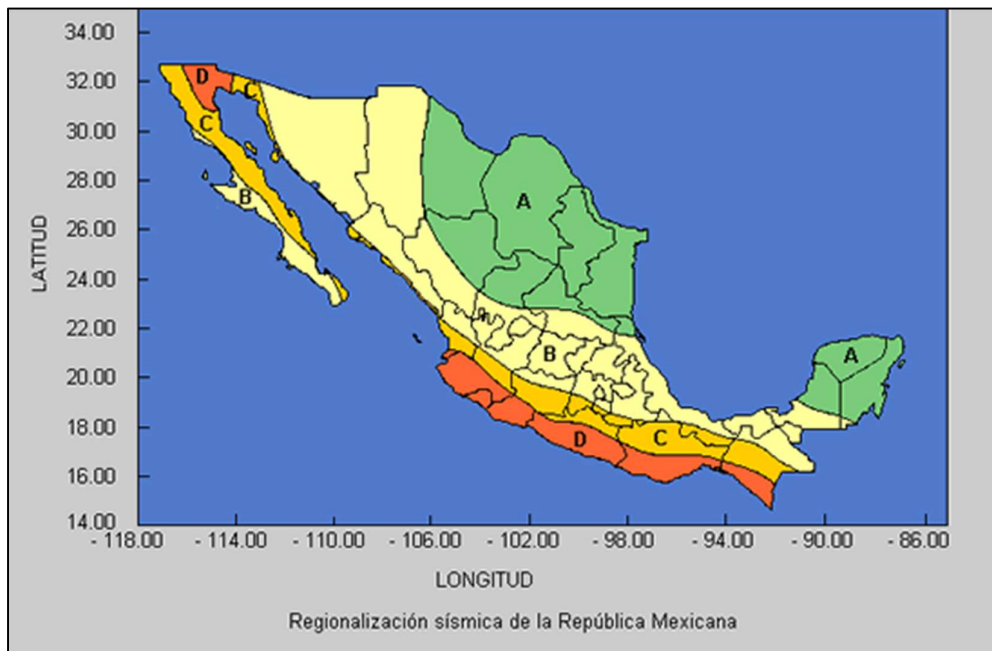 34.00
32.00
30.00
28.00
26.00
24.00
22.00
20.00
18.00
16.00
14.00
LATITUD
D
C
C
B
A
B
A
D
C
- 118.00 - 114.00 - 110.00 - 106.00 - 102.00 - 98.00 - 94.00 - 90.00 - 86.00
LONGITUD
Regionalización sísmica de la República Mexicana